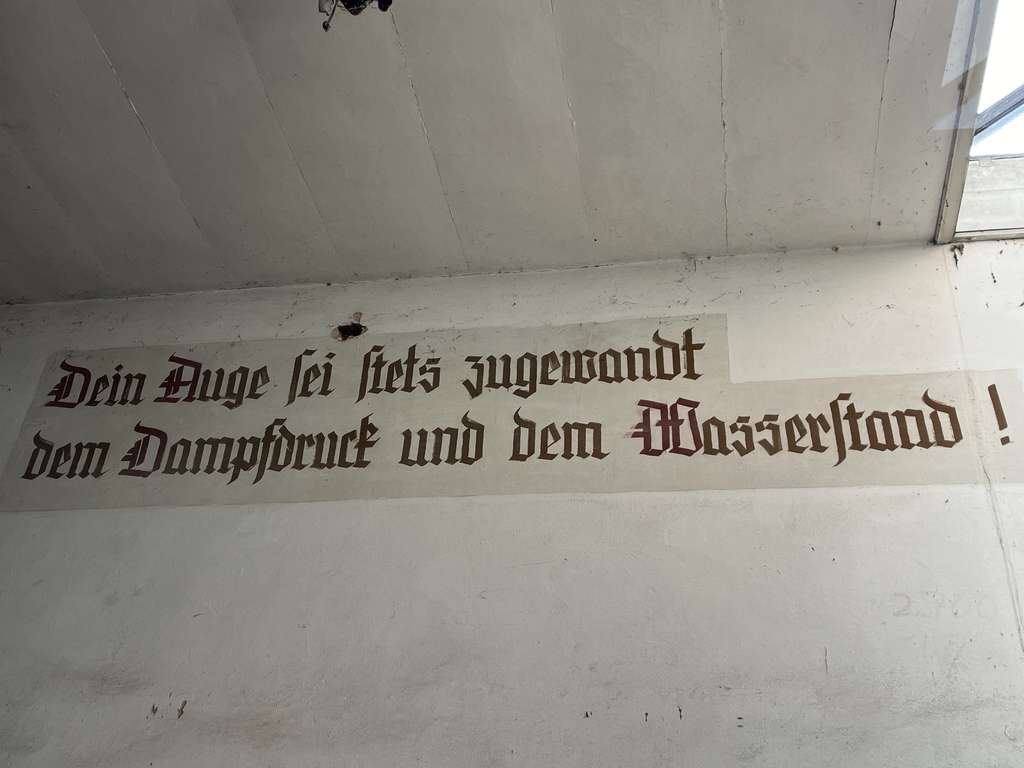 Dein Auge ſei ſtets zugewandt
dem Dampfdruck und dem Wasserſtand !